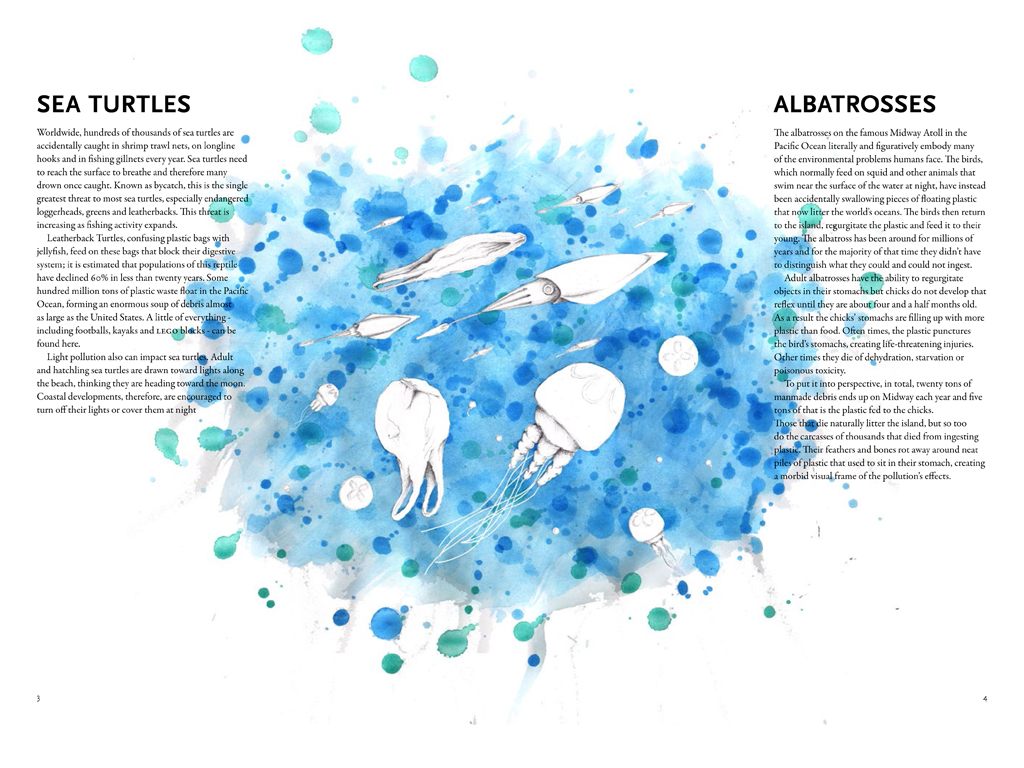 SEA TURTLES
Worldwide, hundreds of thousands of sea turtles are
accidentally caught in shrimp trawl nets, on longline
hooks and in fishing gillnets every year. Sea turtles need
to reach the surface to breathe and therefore many
drown once caught. Known as bycatch, this is the single
greatest threat to most sea turtles, especially endangered
loggerheads, greens and leatherbacks. This threat is
increasing as fishing activity expands.
Leatherback Turtles, confusing plastic bags with
jellyfish, feed on these bags that block their digestive
system; it is estimated that populations of this reptile
have declined 60% in less than twenty years. Some
hundred million tons of plastic waste float in the Pacific
Ocean, forming an enormous soup of debris almost
as large as the United States. A little of everything -
including footballs, kayaks and LEGO blocks - can be
found here.
Light pollution also can impact sea turtles. Adult
and hatchling sea turtles are drawn toward lights along
the beach, thinking they are heading toward the moon.
Coastal developments, therefore, are encouraged to
turn off their lights or cover them at night
3
ALBATROSSES
The albatrosses on the famous Midway Atoll in the
Pacific Ocean literally and figuratively embody many
of the environmental problems humans face. The birds,
which normally feed on squid and other animals that
swim near the surface of the water at night, have instead
been accidentally swallowing pieces of floating plastic
that now litter the world's oceans. The birds then return
to the island, regurgitate the plastic and feed it to their
young. The albatross has been around for millions of
years and for the majority of that time they didn't have
to distinguish what they could and could not ingest.
Adult albatrosses have the ability to regurgitate
objects in their stomachs but chicks do not develop that
reflex until they are about four and a half months old.
As a result the chicks' stomachs are filling up with more
plastic than food. Often times, the plastic punctures
the bird's stomachs, creating life-threatening injuries.
Other times they die of dehydration, starvation or
poisonous toxicity.
To put it into perspective, in total, twenty tons of
manmade debris ends up on Midway each year and five
tons of that is the plastic fed to the chicks.
Those that die naturally litter the island, but so too
do the carcasses of thousands that died from ingesting
plastic. Their feathers and bones rot away around neat
piles of plastic that used to sit in their stomach, creating
a morbid visual frame of the pollution's effects.
4